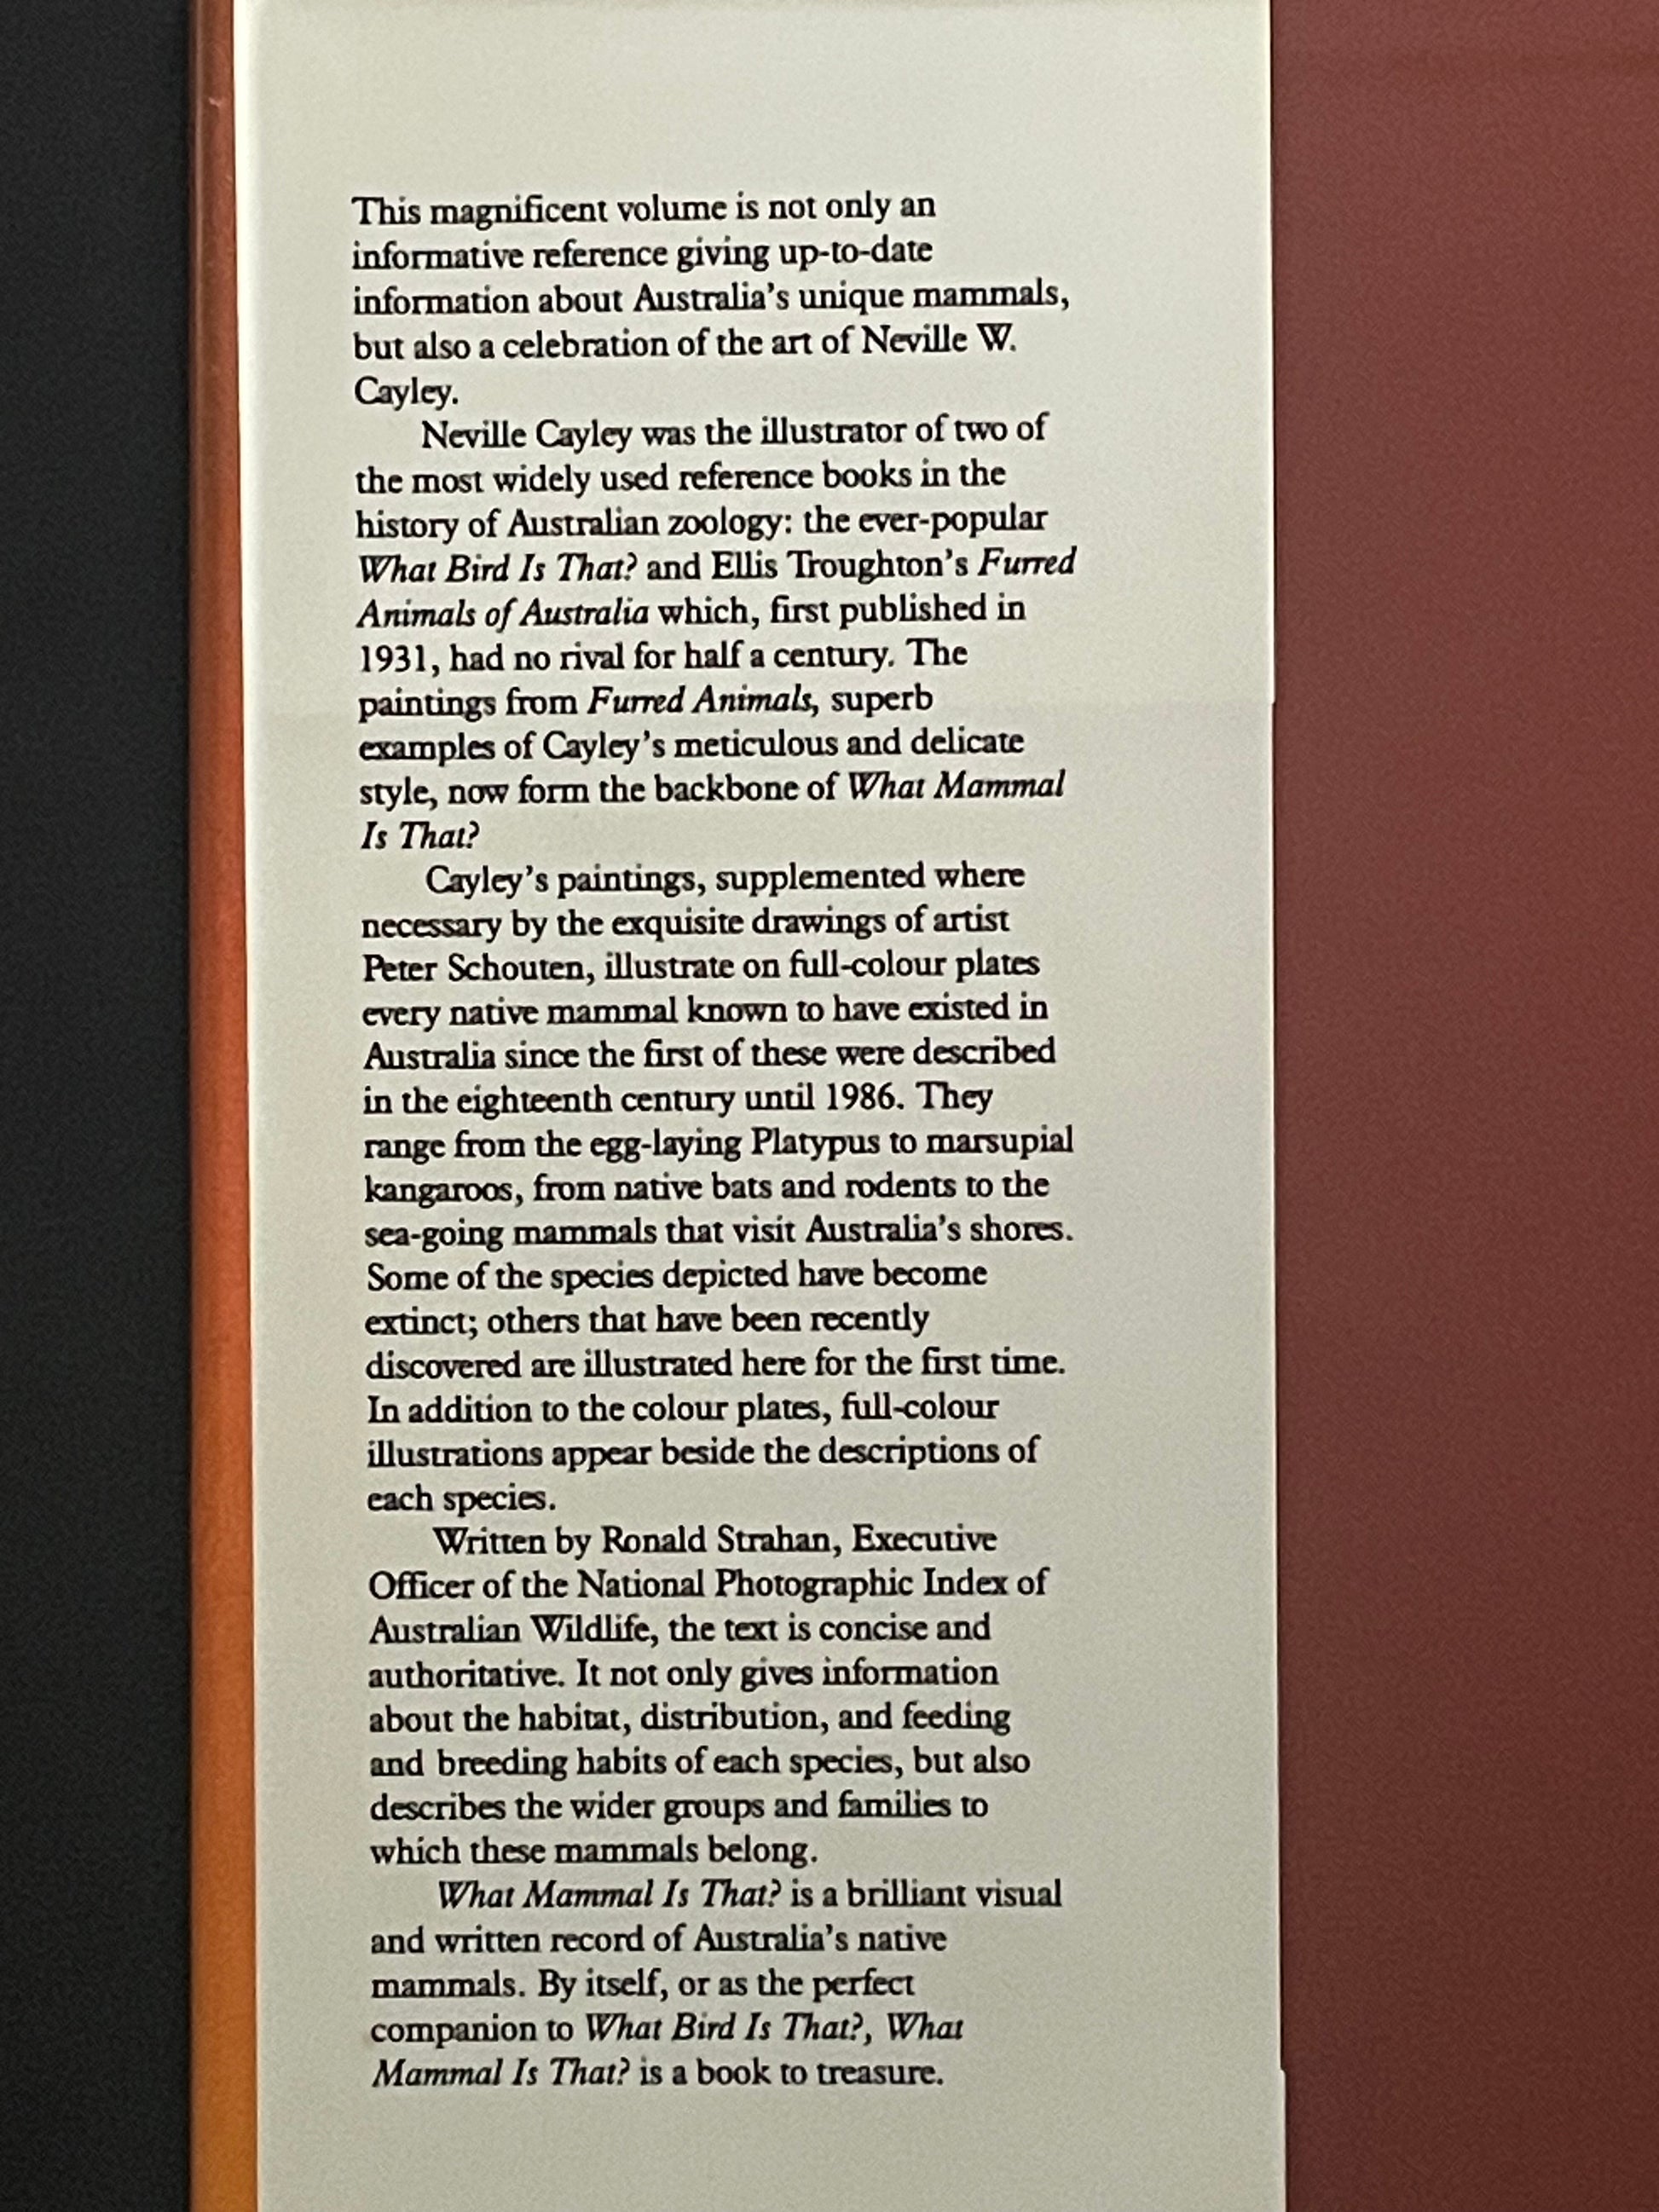 This magnificent volume is not only an
informative reference giving up-to-date
information about Australia's unique mammals,
but also a celebration of the art of Neville W.
Cayley.
Neville Cayley was the illustrator of two of
the most widely used reference books in the
history of Australian zoology: the ever-popular
What Bird Is That? and Ellis Troughton's Furred
Animals of Australia which, first published in
1931, had no rival for half a century. The
paintings from Furred Animals, superb
examples of Cayley's meticulous and delicate
style, now form the backbone of What Mammal
Is That?
Cayley's paintings, supplemented where
necessary by the exquisite drawings of artist
Peter Schouten, illustrate on full-colour plates
every native mammal known to have existed in
Australia since the first of these were described
in the eighteenth century until 1986. They
range from the egg-laying Platypus to marsupial
kangaroos, from native bats and rodents to the
sea-going mammals that visit Australia's shores.
Some of the species depicted have become
extinct; others that have been recently
discovered are illustrated here for the first time.
In addition to the colour plates, full-colour
illustrations appear beside the descriptions of
each species.
Written by Ronald Strahan, Executive
Officer of the National Photographic Index of
Australian Wildlife, the text is concise and
authoritative. It not only gives information
about the habitat, distribution, and feeding
and breeding habits of each species, but also
describes the wider groups and families to
which these mammals belong.
What Mammal Is That? is a brilliant visual
and written record of Australia's native
mammals. By itself, or as the perfect
companion to What Bird Is That?, What
Mammal Is That? is a book to treasure.